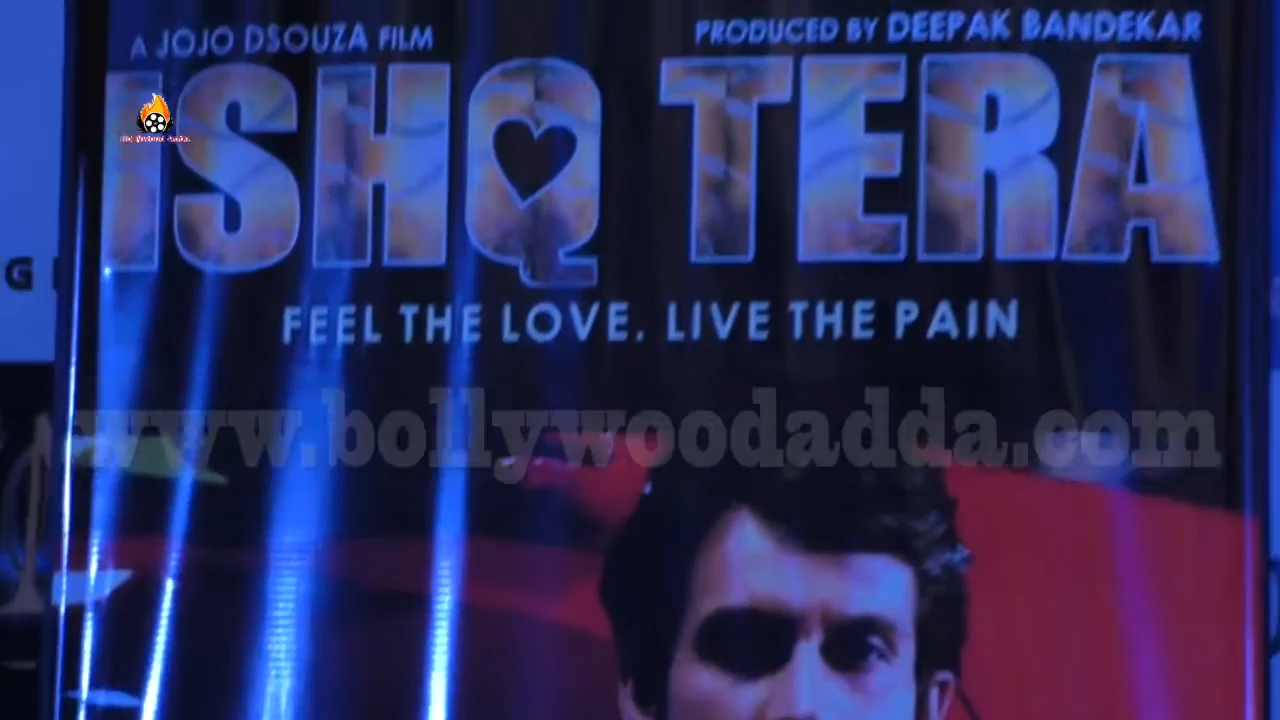 A JOJO DSOUZA FILM
PRODUCED BY DEEPAK BANDEKAR
ISHQ TERA
FEEL THE LOVE. LIVE THE PAIN
www.bollywoodadda.com
G